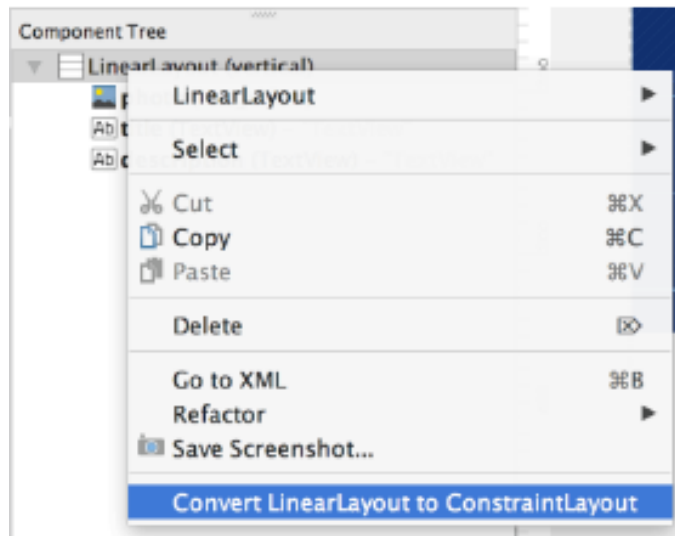 Component Tree
LinearLayout (vertical)
LinearLayout
Select
Cut ⌘X
Copy ⌘C
Paste ⌘V
Delete ⌦
Go to XML ⌘B
Refactor
Save Screenshot...
Convert LinearLayout to ConstraintLayout